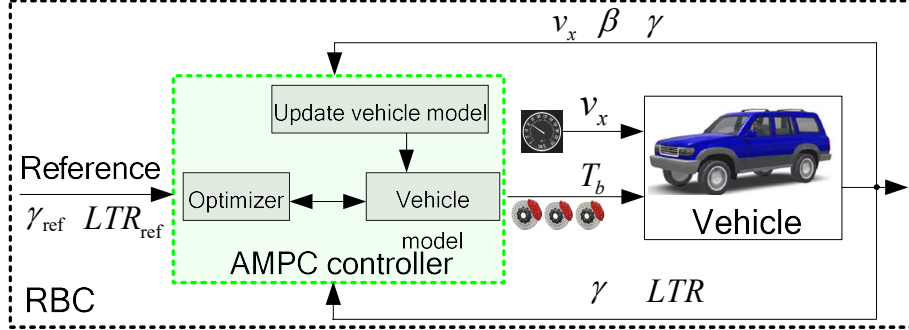 v_x β γ
Update vehicle model
v_x
Reference
Optimizer
Vehicle
model
T_b
γ_ref LTR_ref
Vehicle
AMPC controller
γ LTR
RBC